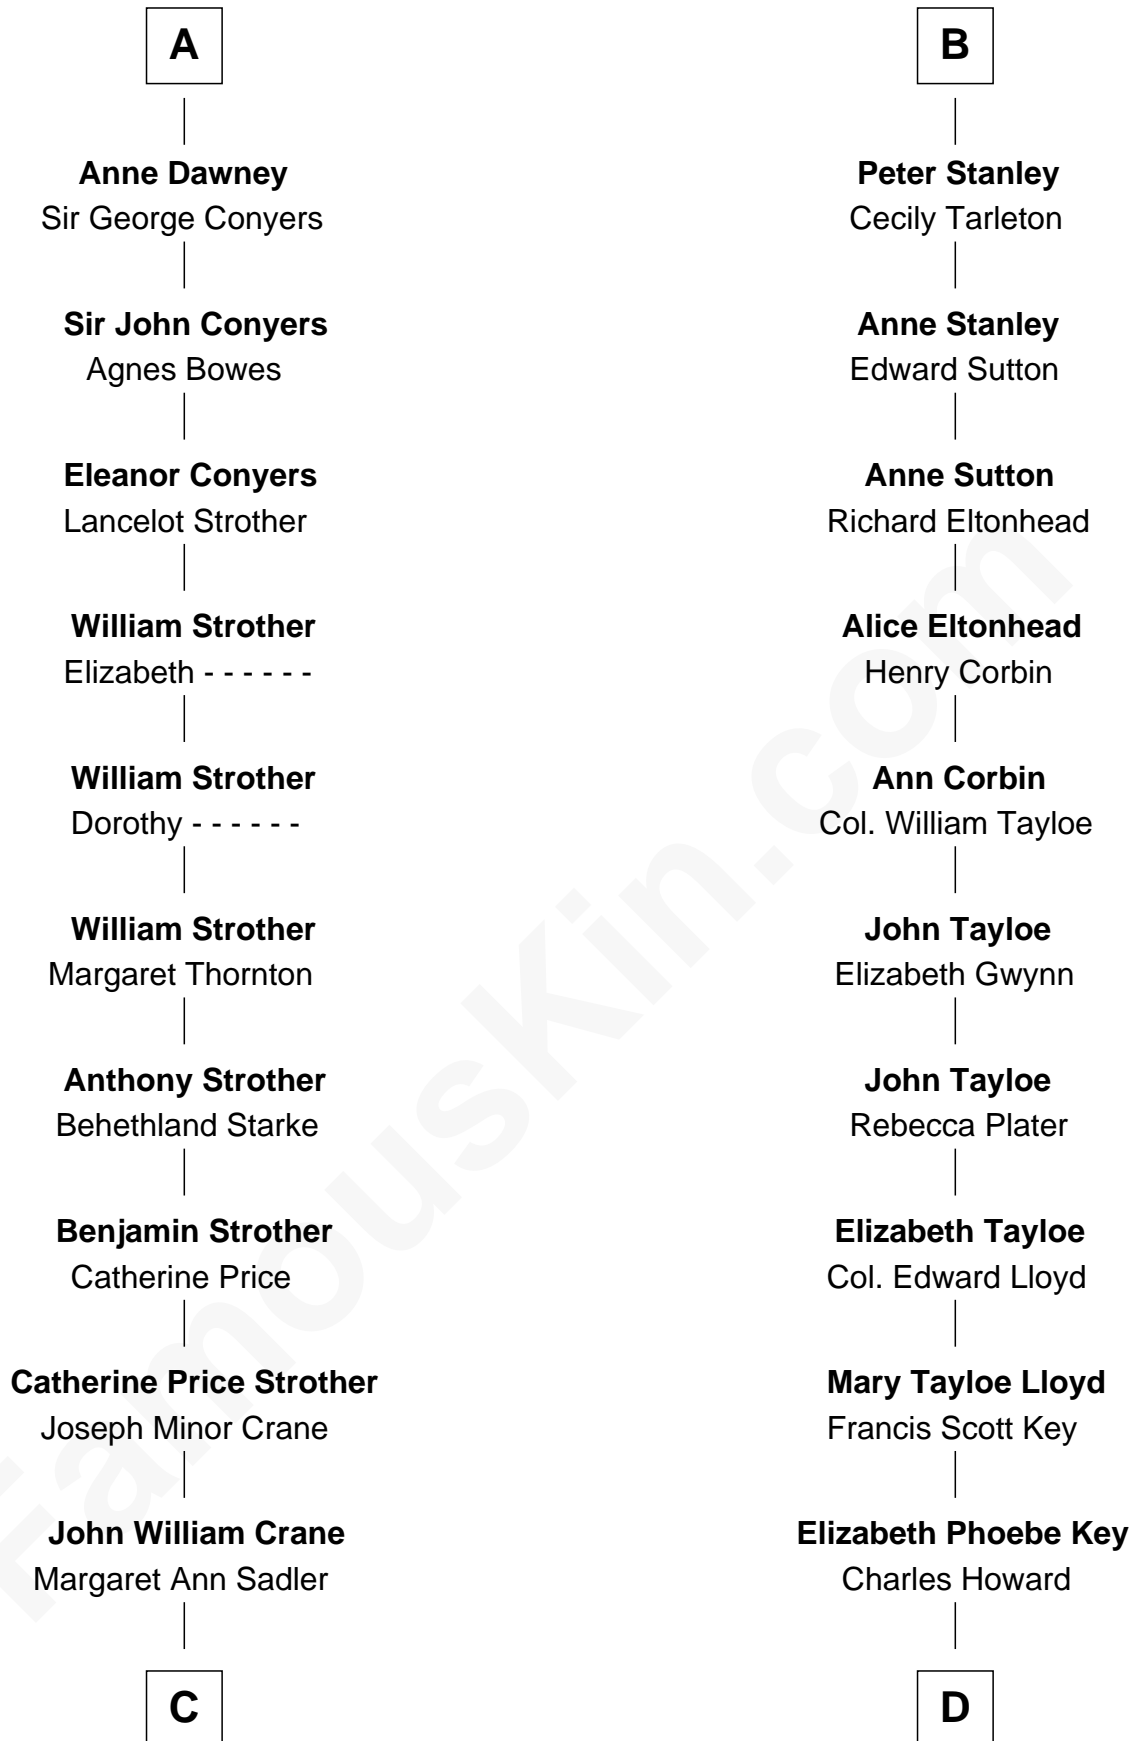 A
Anne Dawney
Sir George Conyers
Sir John Conyers
Agnes Bowes
Eleanor Conyers
Lancelot Strother
William Strother
Elizabeth - - - - - -
William Strother
Dorothy - - - - - -
William Strother
Margaret Thornton
Anthony Strother
Behethland Starke
Benjamin Strother
Catherine Price
Catherine Price Strother
Joseph Minor Crane
John William Crane
Margaret Ann Sadler
C
B
Peter Stanley
Cecily Tarleton
Anne Stanley
Edward Sutton
Anne Sutton
Richard Eltonhead
Alice Eltonhead
Henry Corbin
Ann Corbin
Col. William Tayloe
John Tayloe
Elizabeth Gwynn
John Tayloe
Rebecca Plater
Elizabeth Tayloe
Col. Edward Lloyd
Mary Tayloe Lloyd
Francis Scott Key
Elizabeth Phoebe Key
Charles Howard
D
FamousKin.com